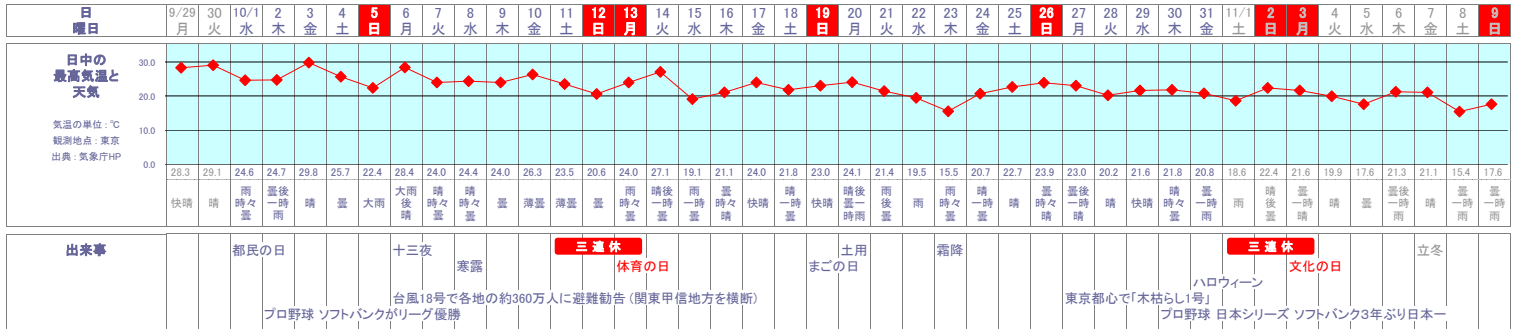 日 9/29 30 10/1 2 3 4 5 6 7 8 9 10 11 12 13 14 15 16 17 18 19 20 21 22 23 24 25 26 27 28 29 30 31 11/1 2 3 4 5 6 7 8 9
曜日 月 火 水 木 金 土 日 月 火 水 木 金 土 日 月 火 水 木 金 土 日 月 火 水 木 金 土 日 月 火 水 木 金 土 日 月 火 水 木 金 土 日
日中の
最高気温と
天気
気温の単位：℃
観測地点：東京
出典：気象庁HP
30.0
20.0
10.0
0.0
28.3 29.1 24.6 24.7 29.8 25.7 22.4 28.4 24.0 24.4 24.0 26.3 23.5 20.6 24.0 27.1 19.1 21.1 24.0 21.8 23.0 24.1 21.4 19.5 15.5 20.7 22.7 23.9 23.0 20.2 21.6 21.8 20.8 18.6 22.4 21.6 19.9 17.6 21.3 21.1 15.4 17.6
快晴 晴 雨時々曇 曇後一時雨 晴 曇 大雨 大雨後晴 晴時々曇 晴時々曇 曇 薄曇 薄曇 曇 雨時々曇 晴後一時曇 雨一時曇 曇時々雨 快晴 晴一時曇 快晴 晴後曇一時雨 雨後曇 雨 雨時々曇 晴時々曇 晴 曇時々晴 曇後一時雨 晴 快晴 晴時々曇 曇一時雨 雨 晴後曇 曇一時晴 晴 曇 曇後一時雨 晴 曇一時雨 曇一時雨
出来事 都民の日 十三夜 三連休 土用 霜降 三連休 立冬
寒露 体育の日 まごの日 文化の日
ハロウィーン
台風18号で各地の約360万人に避難勧告（関東甲信地方を横断） 東京都心で「木枯らし1号」
プロ野球 ソフトバンクがリーグ優勝 プロ野球 日本シリーズ ソフトバンク3年ぶり日本一